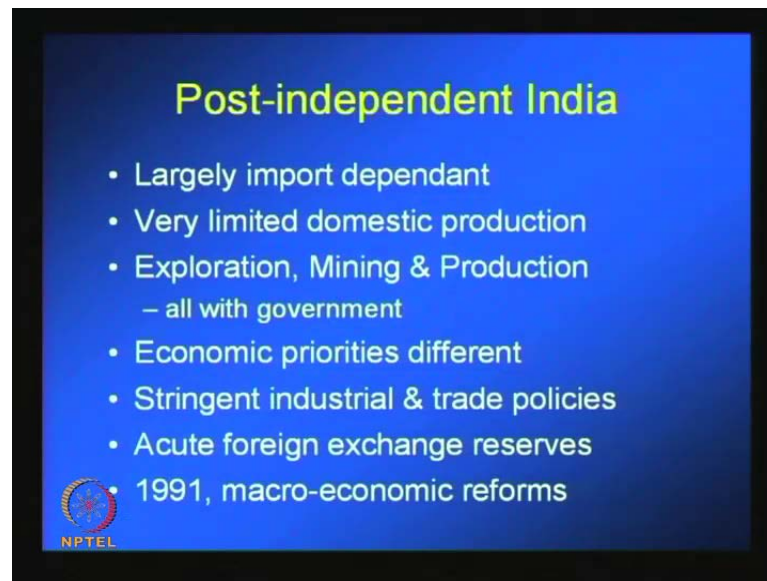 Post-independent India
• Largely import dependant
• Very limited domestic production
• Exploration, Mining & Production
– all with government
• Economic priorities different
• Stringent industrial & trade policies
• Acute foreign exchange reserves
• 1991, macro-economic reforms
NPTEL